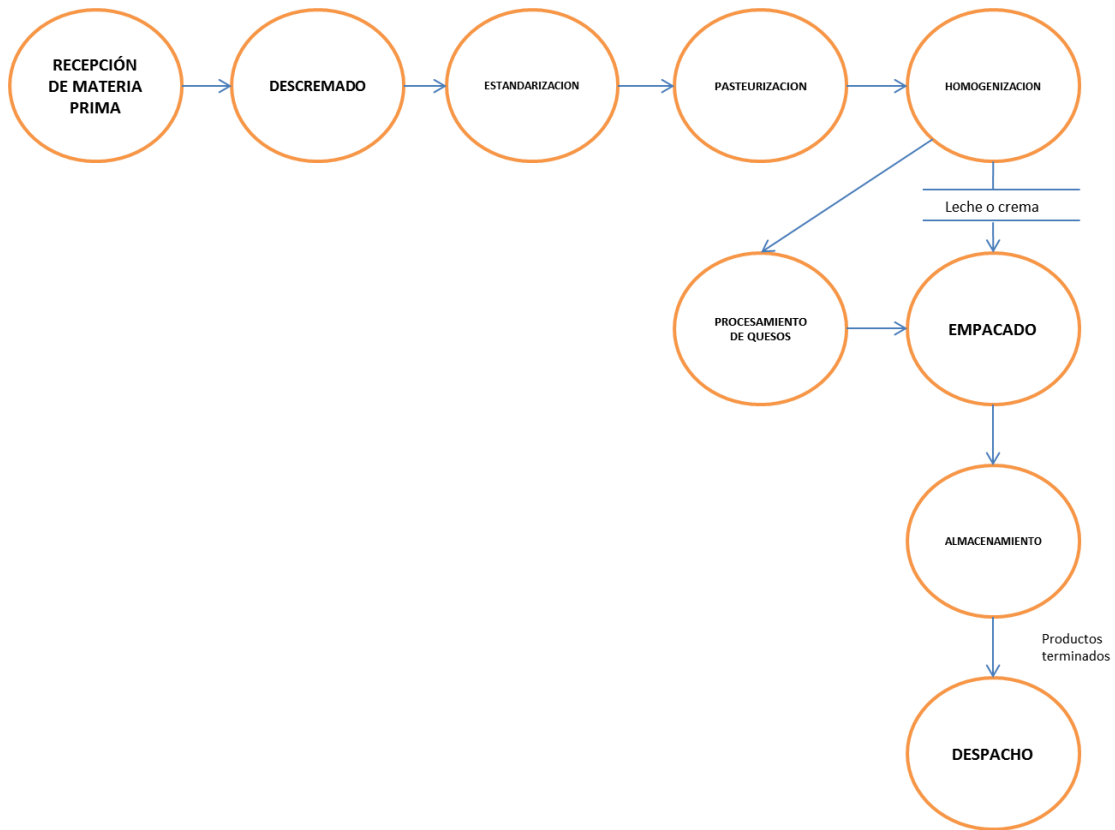 RECEPCIÓN
DE MATERIA
PRIMA
DESCREMADO
ESTANDARIZACION
PASTEURIZACION
HOMOGENIZACION
Leche o crema
PROCESAMIENTO
DE QUESOS
EMPACADO
ALMACENAMIENTO
Productos
terminados
DESPACHO